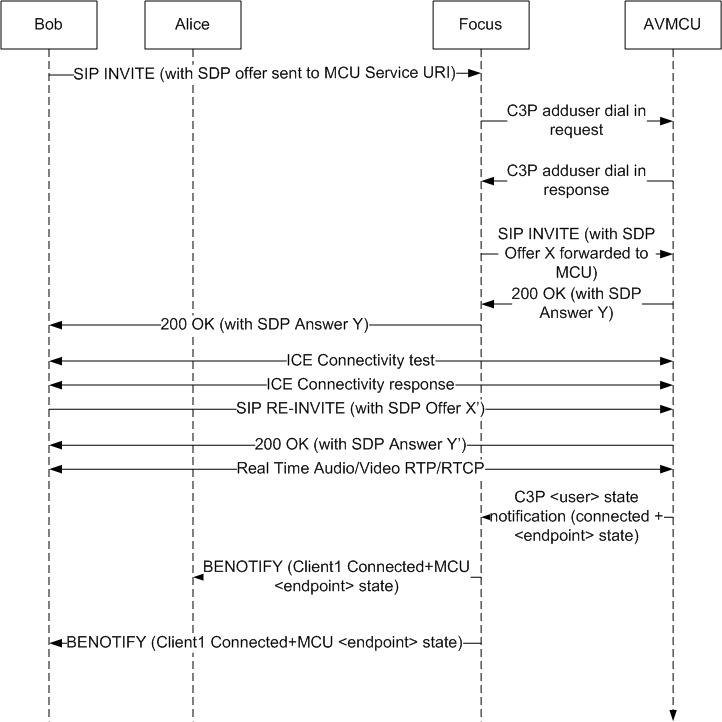 Bob
Alice
Focus
AVMCU
SIP INVITE (with SDP offer sent to MCU Service URI)
C3P adduser dial in
request
C3P adduser dial in
response
SIP INVITE (with SDP
Offer X forwarded to
MCU)
200 OK (with SDP
Answer Y)
200 OK (with SDP Answer Y)
ICE Connectivity test
ICE Connectivity response
SIP RE-INVITE (with SDP Offer X’)
200 OK (with SDP Answer Y’)
Real Time Audio/Video RTP/RTCP
C3P <user> state
notification (connected +
<endpoint> state)
BENOTIFY (Client1 Connected+MCU
<endpoint> state)
BENOTIFY (Client1 Connected+MCU <endpoint> state)